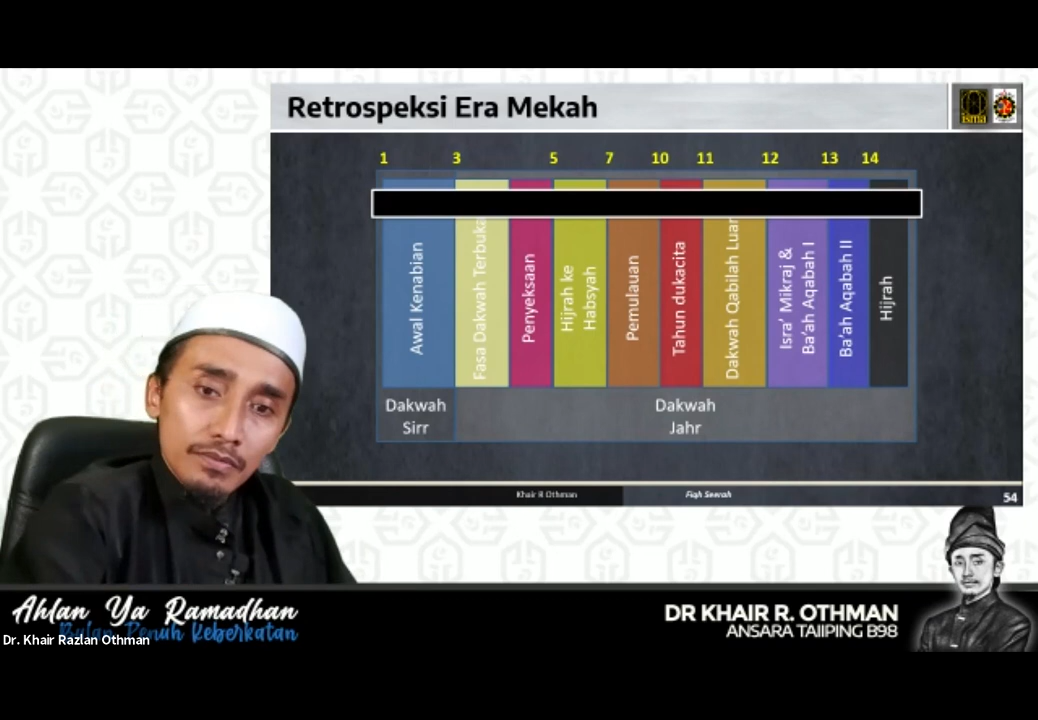 Retrospeksi Era Mekah
isma
1 3 5 7 10 11 12 13 14
Awal Kenabian
Fasa Dakwah Terbuka
Penyeksaan
Hijrah ke
Habsyah
Pemulauan
Tahun dukacita
Dakwah Qabilah Luar
Isra' Mikraj &
Ba'ah Aqabah I
Ba'ah Aqabah II
Hijrah
Dakwah
Sirr
Dakwah
Jahr
Khair R Othman
Fiqh Seerah
54
Ahlan Ya Ramadhan
Bulan Penuh Keberkatan
Dr. Khair Razlan Othman
DR KHAIR R. OTHMAN
ANSARA TAIIPING B98